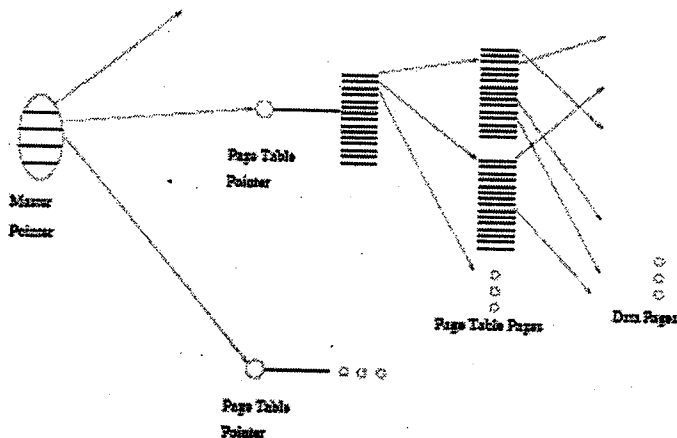 Page Table
Pointer
Master
Pointer
Page Table Pages
Data Pages
Page Table
Pointer